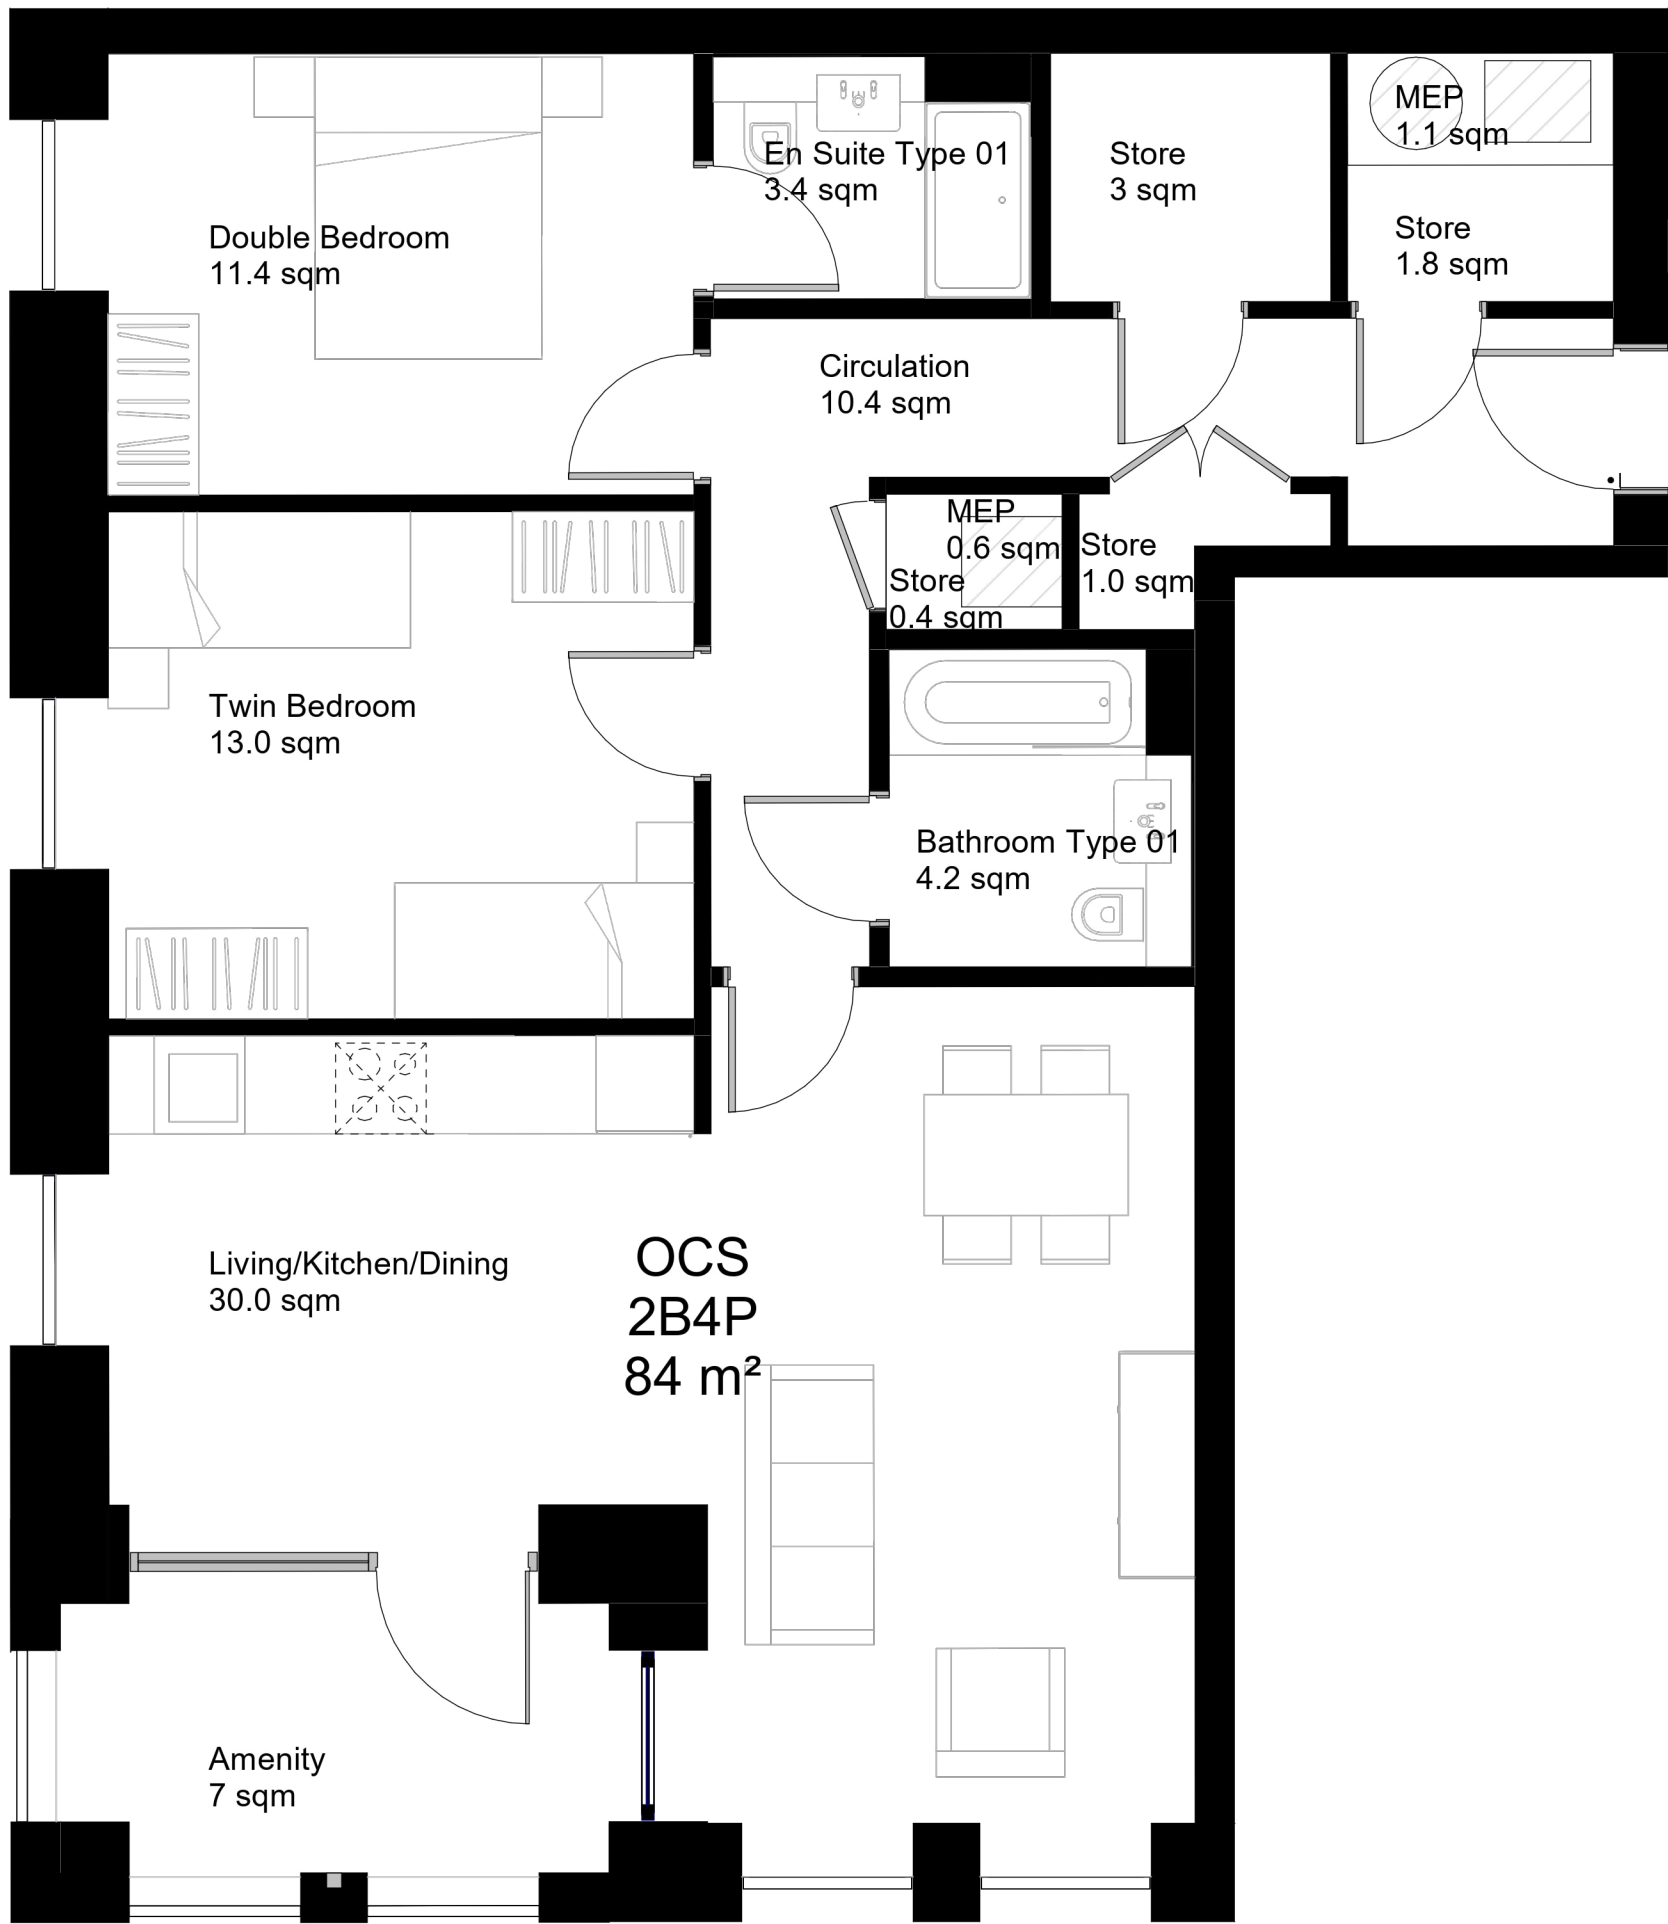 MEP
1.1 sqm
En Suite Type 01
3.4 sqm
Store
3 sqm
Store
1.8 sqm
Double Bedroom
11.4 sqm
Circulation
10.4 sqm
MEP
0.6 sqm
Store
1.0 sqm
Store
0.4 sqm
Twin Bedroom
13.0 sqm
Bathroom Type 01
4.2 sqm
Living/Kitchen/Dining
30.0 sqm
OCS
2B4P
84 m²
Amenity
7 sqm